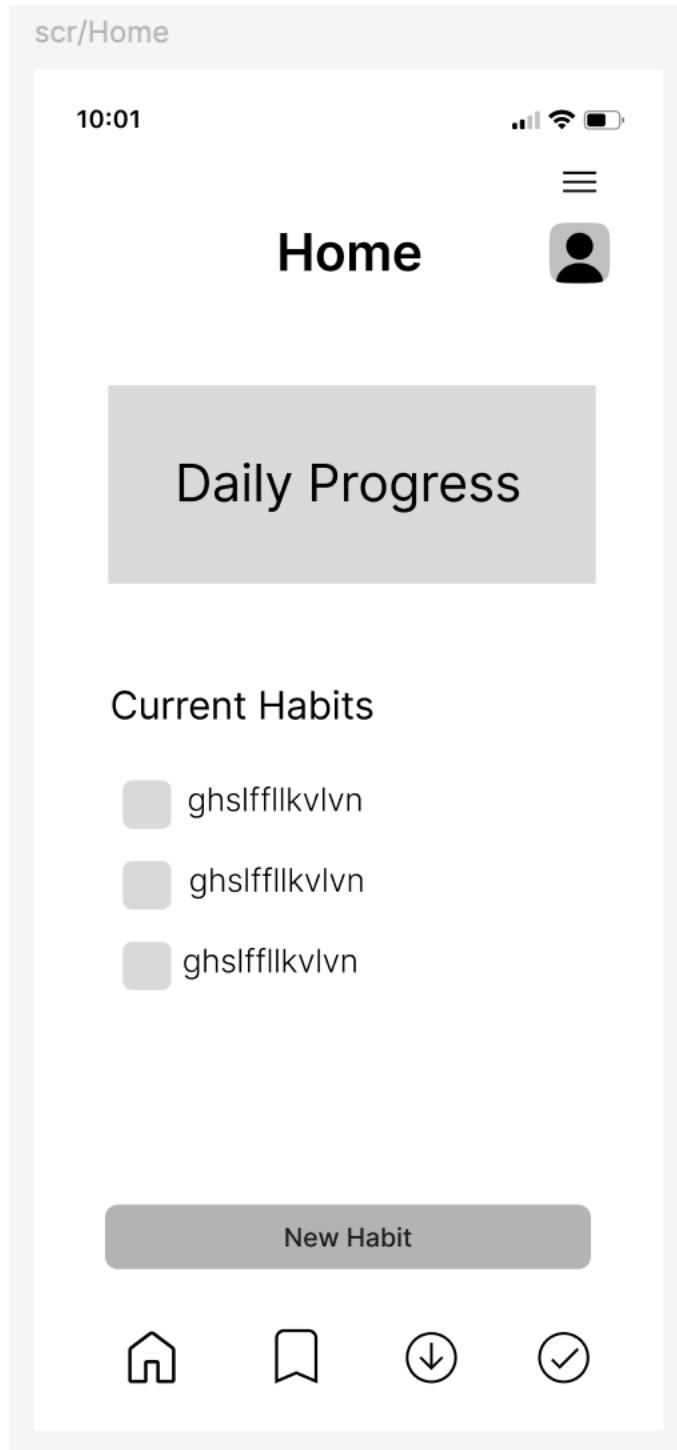 scr/Home
10:01
Home
Daily Progress
Current Habits
ghslffllkvlvn
ghslffllkvlvn
ghslffllkvlvn
New Habit